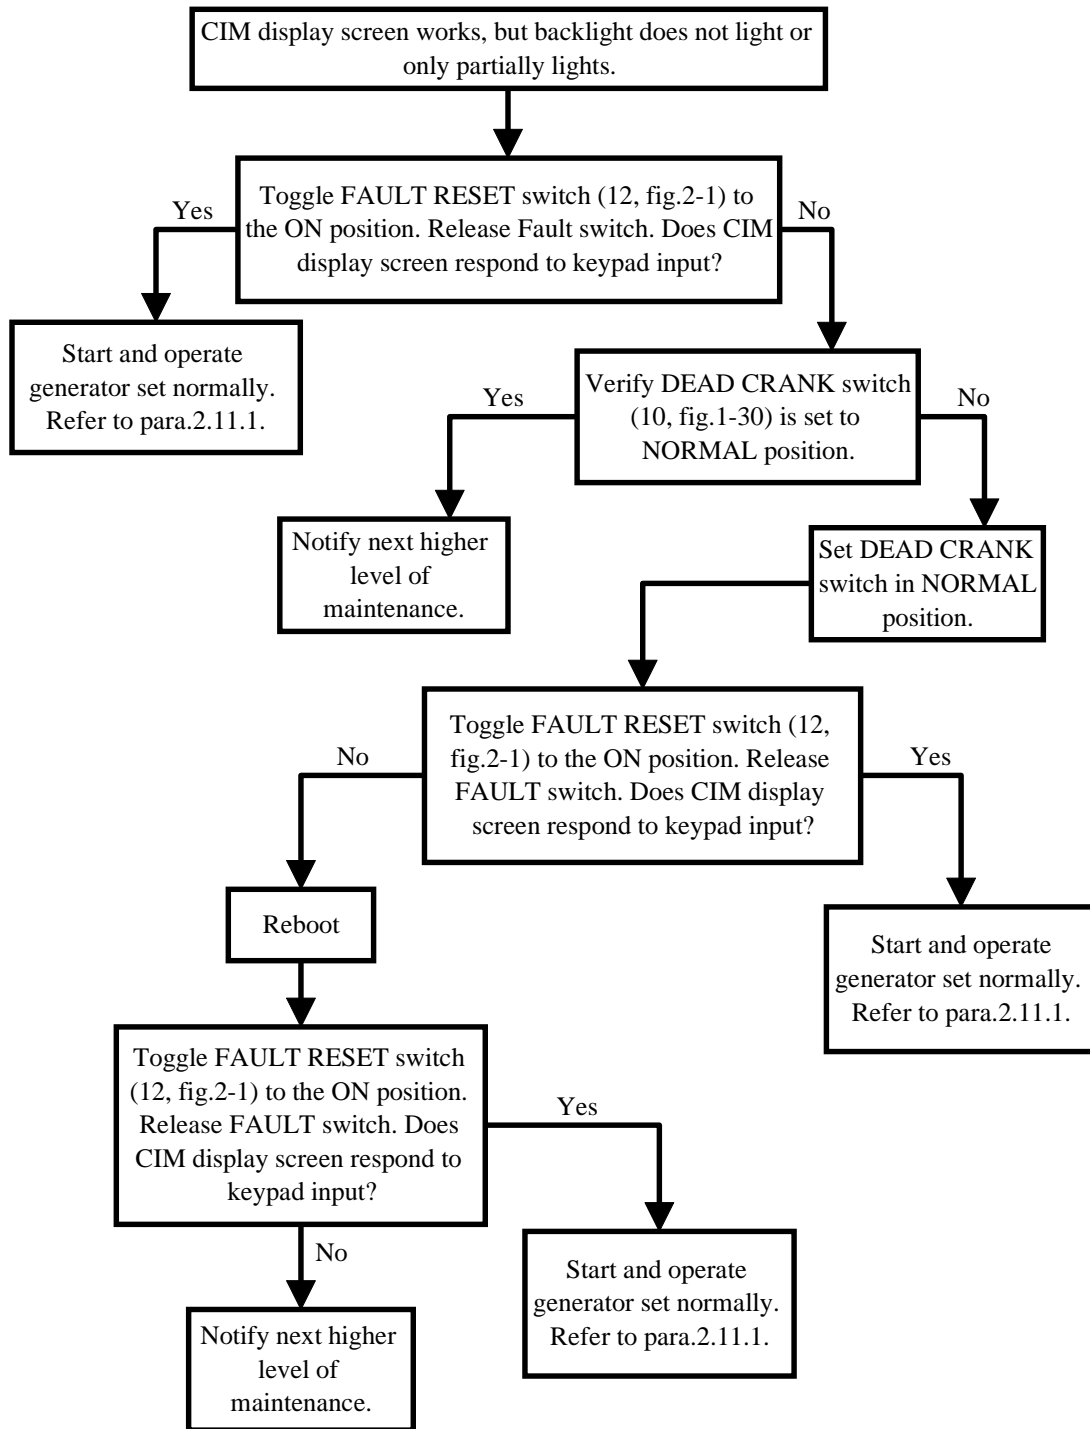 CIM display screen works, but backlight does not light or
only partially lights.
Toggle FAULT RESET switch (12, fig.2-1) to
the ON position. Release Fault switch. Does CIM
display screen respond to keypad input?
Yes
No
Start and operate
generator set normally.
Refer to para.2.11.1.
Verify DEAD CRANK switch
(10, fig.1-30) is set to
NORMAL position.
Yes
No
Notify next higher
level of
maintenance.
Set DEAD CRANK
switch in NORMAL
position.
Toggle FAULT RESET switch (12,
fig.2-1) to the ON position. Release
FAULT switch. Does CIM display
screen respond to keypad input?
No
Yes
Reboot
Start and operate
generator set normally.
Refer to para.2.11.1.
Toggle FAULT RESET switch
(12, fig.2-1) to the ON position.
Release FAULT switch. Does
CIM display screen respond to
keypad input?
Yes
No
Start and operate
generator set normally.
Refer to para.2.11.1.
Notify next higher
level of
maintenance.